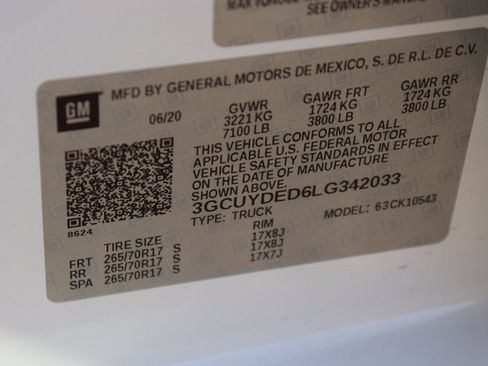 SEE OWNER'S MANU
MFD BY GENERAL MOTORS DE MEXICO, S. DE R.L. DE C.V.
GM
06/20 GVWR GAWR FRT GAWR RR
3221 KG 1724 KG 1724 KG
7100 LB 3800 LB 3800 LB
THIS VEHICLE CONFORMS TO ALL
APPLICABLE U.S. FEDERAL MOTOR
VEHICLE SAFETY STANDARDS IN EFFECT
ON THE DATE OF MANUFACTURE
SHOWN ABOVE.
3GCUYDED6LG342033
TYPE: TRUCK MODEL: 63CK10543
8624
TIRE SIZE RIM
FRT 265/70R17 S 17X8J
RR 265/70R17 S 17X8J
SPA 265/70R17 S 17X7J